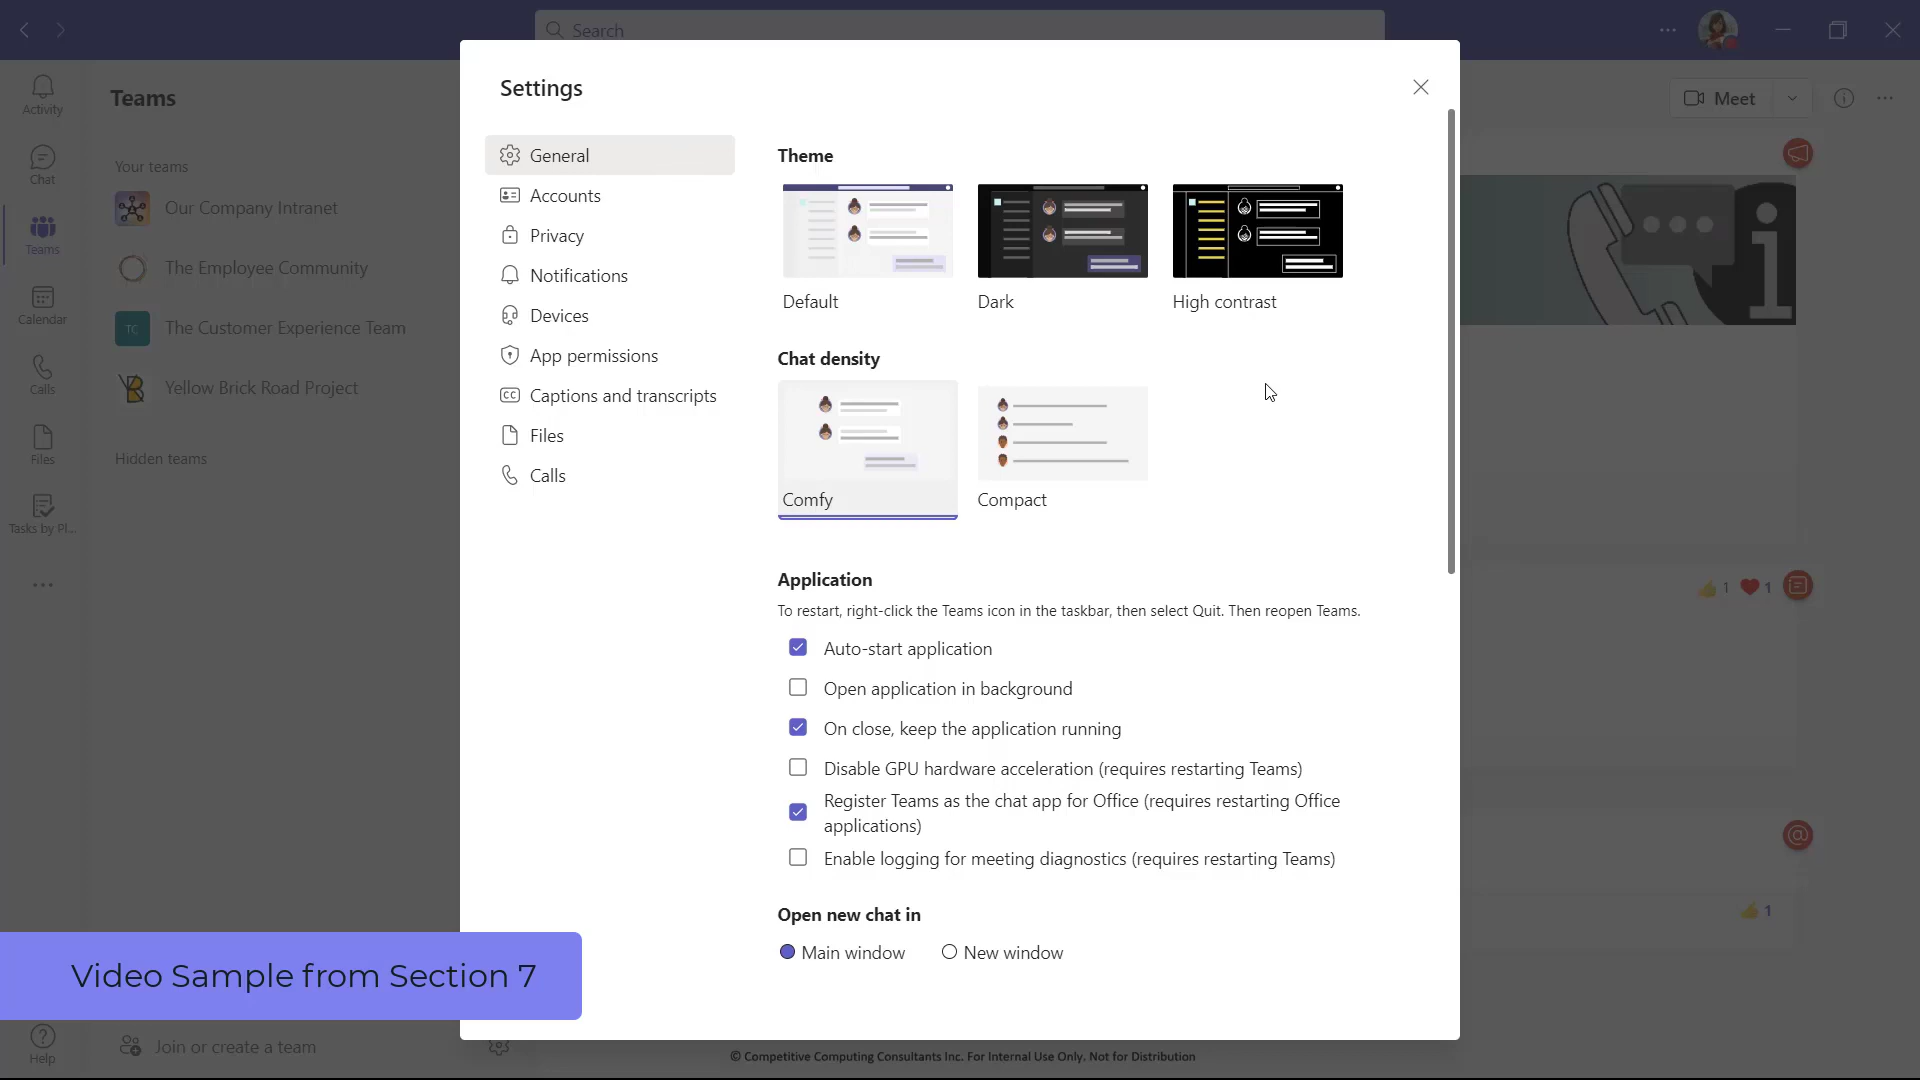 Search
Settings
Activity
Chat
Teams
Calendar
Calls
Files
Tasks by Pl...
Help
Teams
Your teams
Our Company Intranet
The Employee Community
TC
The Customer Experience Team
Yellow Brick Road Project
Hidden teams
Join or create a team
General
Accounts
Privacy
Notifications
Devices
App permissions
CC
Captions and transcripts
Files
Calls
Theme
Default
Dark
High contrast
Chat density
Comfy
Compact
Application
To restart, right-click the Teams icon in the taskbar, then select Quit. Then reopen Teams.
Auto-start application
Open application in background
On close, keep the application running
Disable GPU hardware acceleration (requires restarting Teams)
Register Teams as the chat app for Office (requires restarting Office
applications)
Enable logging for meeting diagnostics (requires restarting Teams)
Open new chat in
Main window
New window
Meet
1
1
1
Video Sample from Section 7
© Competitive Computing Consultants Inc. For Internal Use Only. Not for Distribution